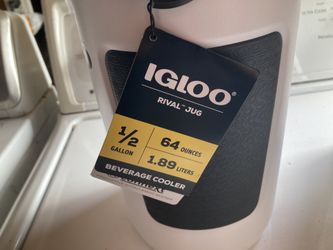 IGLOO
RIVAL™ JUG
1/2
GALLON
64 OUNCES
1.89 LITERS
BEVERAGE COOLER